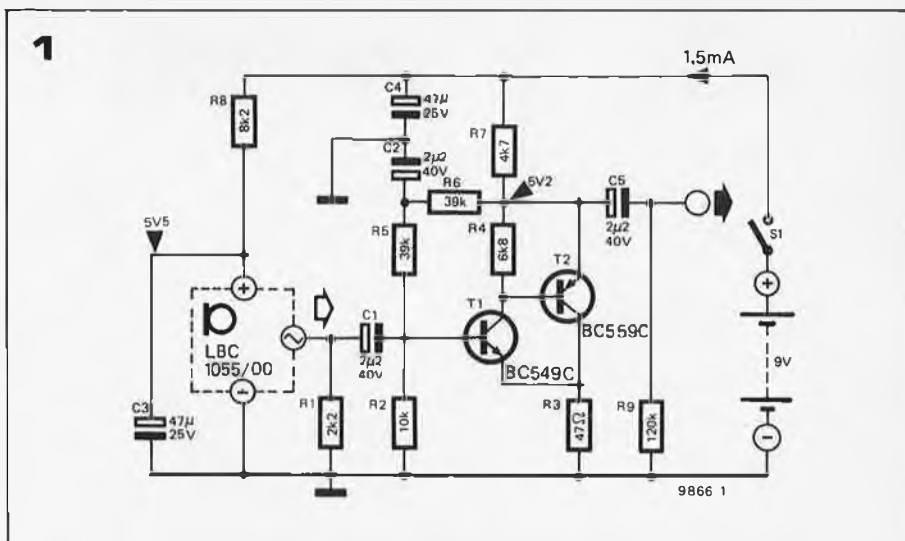 1
1,5mA
R8
8k2
C4
47µ
25V
C2
2µ2
40V
R7
4k7
R6
39k
5V2
C5
2µ2
40V
5V5
R5
39k
R4
6k8
S1
T2
T1
BC559C
BC549C
LBC
1055/00
C1
2µ2
40V
9V
C3
47µ
25V
R1
2k2
R2
10k
R3
47Ω
R9
120k
9866 1